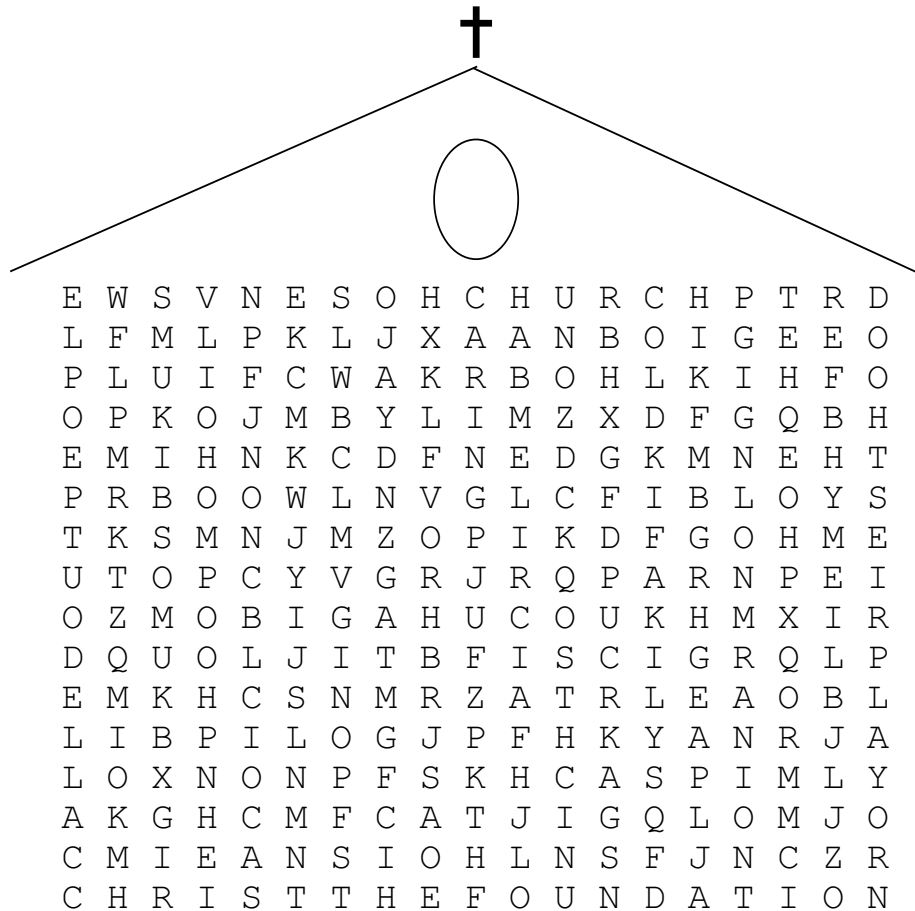 E W S V N E S O H C H U R C H P T R D
L F M L P K L J X A A N B O I G E E O
P L U I F C W A K R B O H L K I H F O
O P K O J M B Y L I M Z X D F G Q B H
E M I H N K C D F N E D G K M N E H T
P R B O O W L N V G L C F I B L O Y S
T K S M N J M Z O P I K D F G O H M E
U T O P C Y V G R J R Q P A R N P E I
O Z M O B I G A H U C O U K H M X I R
D Q U O L J I T B F I S C I G R Q L P
E M K H C S N M R Z A T R L E A O B L
L I B P I L O G J P F H K Y A N R J A
L O X N O N P F S K H C A S P I M L Y
A K G H C M F C A T J I G Q L O M J O
C M I E A N S I O H L N S F J N C Z R
C H R I S T T H E F O U N D A T I O N